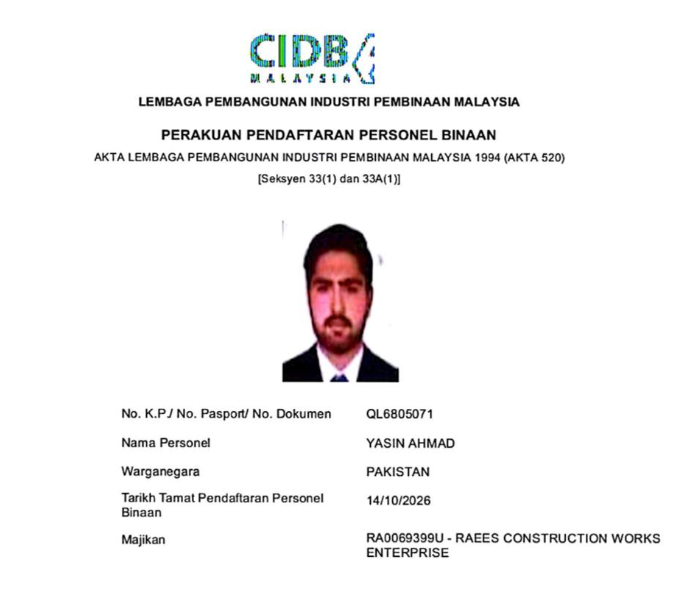 CIDB
MALAYSIA
LEMBAGA PEMBANGUNAN INDUSTRI PEMBINAAN MALAYSIA
PERAKUAN PENDAFTARAN PERSONEL BINAAN
AKTA LEMBAGA PEMBANGUNAN INDUSTRI PEMBINAAN MALAYSIA 1994 (AKTA 520)
[Seksyen 33(1) dan 33A(1)]
No. K.P./ No. Pasport/ No. Dokumen QL6805071
Nama Personel YASIN AHMAD
Warganegara PAKISTAN
Tarikh Tamat Pendaftaran Personel 14/10/2026
Binaan
Majikan RA0069399U - RAEES CONSTRUCTION WORKS
ENTERPRISE